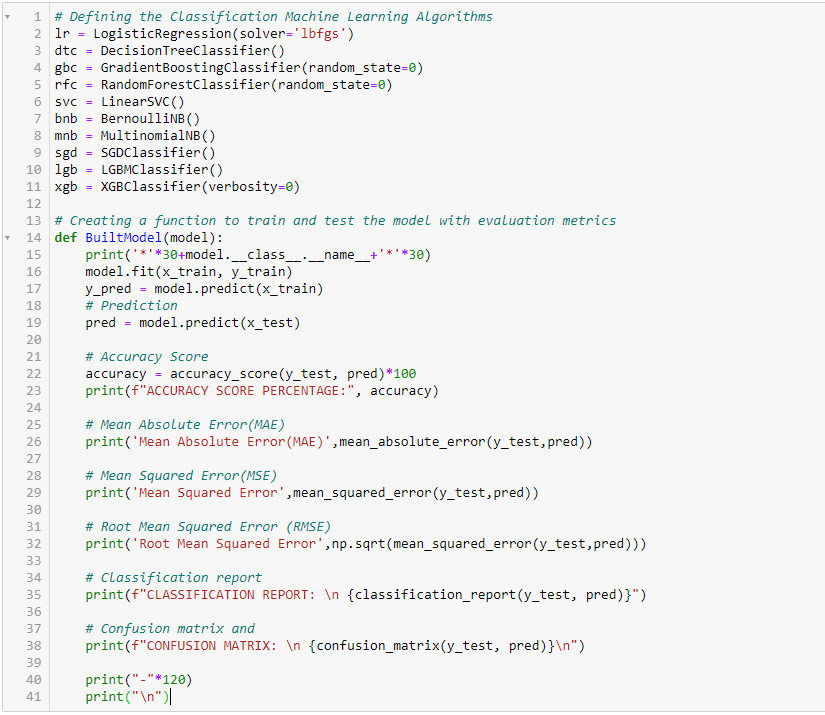 1 # Defining the Classification Machine Learning Algorithms
2 lr = LogisticRegression(solver='lbfgs')
3 dtc = DecisionTreeClassifier()
4 gbc = GradientBoostingClassifier(random_state=0)
5 rfc = RandomForestClassifier(random_state=0)
6 svc = LinearSVC()
7 bnb = BernoulliNB()
8 mnb = MultinomialNB()
9 sgd = SGDClassifier()
10 lgb = LGBMClassifier()
11 xgb = XGBClassifier(verbosity=0)
12
13 # Creating a function to train and test the model with evaluation metrics
14 def BuiltModel(model):
15     print('*'*30+model.__class__.__name__+'*'*30)
16     model.fit(x_train, y_train)
17     y_pred = model.predict(x_train)
18     # Prediction
19     pred = model.predict(x_test)
20
21     # Accuracy Score
22     accuracy = accuracy_score(y_test, pred)*100
23     print(f"ACCURACY SCORE PERCENTAGE:", accuracy)
24
25     # Mean Absolute Error(MAE)
26     print('Mean Absolute Error(MAE)',mean_absolute_error(y_test,pred))
27
28     # Mean Squared Error(MSE)
29     print('Mean Squared Error',mean_squared_error(y_test,pred))
30
31     # Root Mean Squared Error (RMSE)
32     print('Root Mean Squared Error',np.sqrt(mean_squared_error(y_test,pred)))
33
34     # Classification report
35     print(f"CLASSIFICATION REPORT: \n {classification_report(y_test, pred)}")
36
37     # Confusion matrix and
38     print(f"CONFUSION MATRIX: \n {confusion_matrix(y_test, pred)}\n")
39
40     print("-"*120)
41     print("\n")